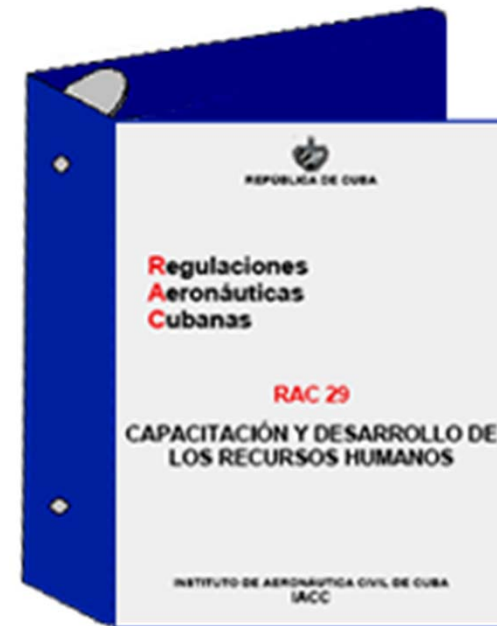 REPÚBLICA DE CUBA
Regulaciones
Aeronáuticas
Cubanas
RAC 29
CAPACITACIÓN Y DESARROLLO DE
LOS RECURSOS HUMANOS
INSTITUTO DE AERONÁUTICA CIVIL DE CUBA
IACC